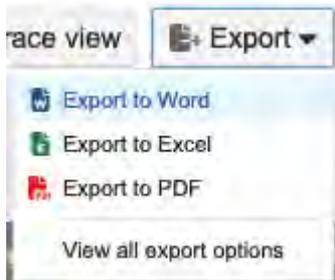 race view Export
Export to Word
Export to Excel
Export to PDF
View all export options